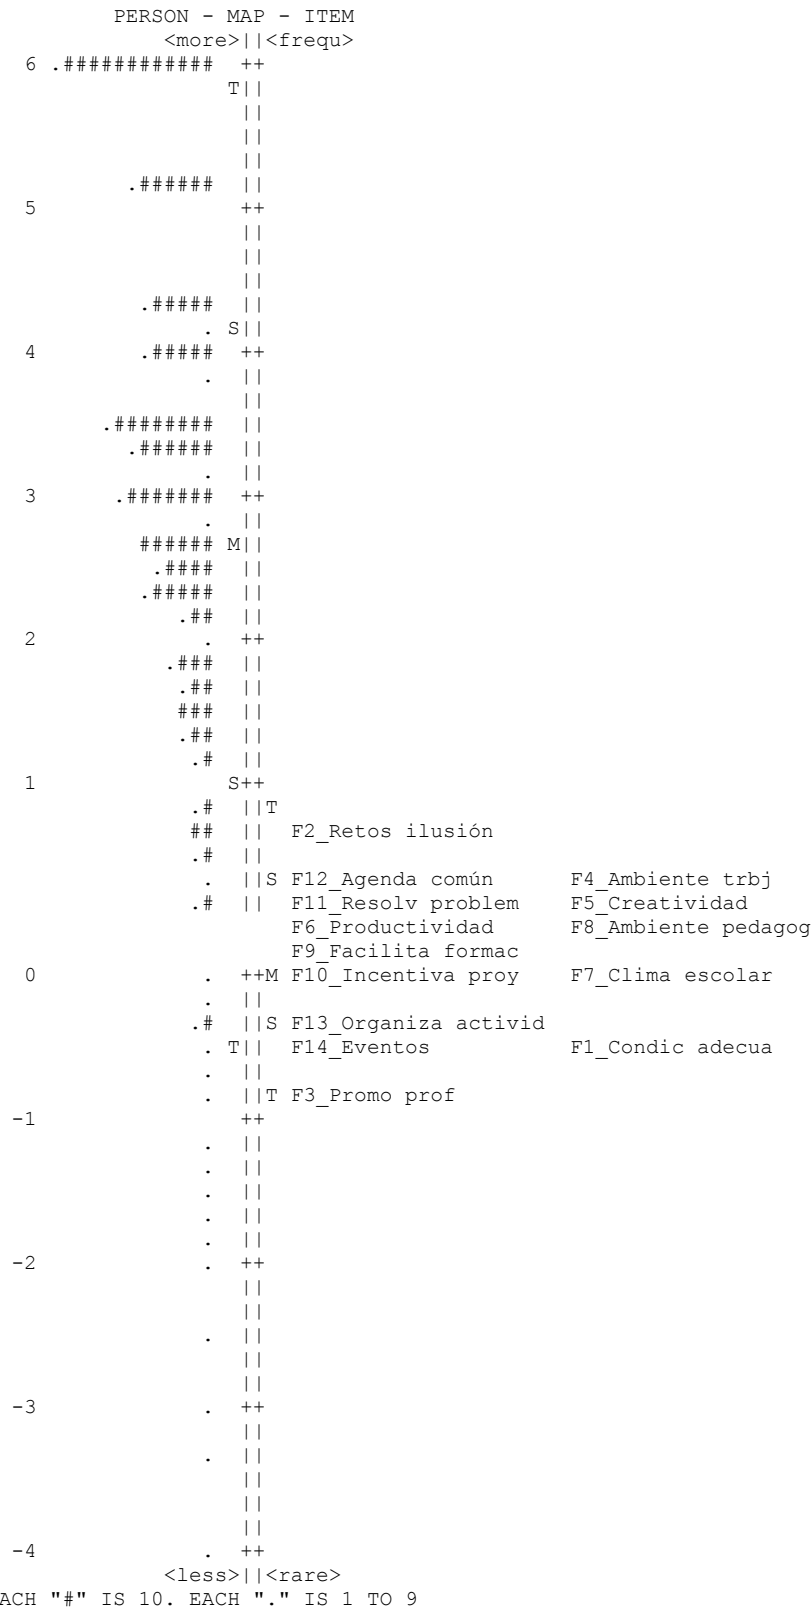 PERSON - MAP - ITEM
<more>||<frequ>
6 .############ ++
T||
||
||
||
.###### ||
5 ++
||
||
||
.##### ||
. S||
4 .##### ++
. ||
||
.######## ||
.###### ||
. ||
3 .####### ++
. ||
###### M||
.#### ||
.##### ||
.## ||
2 . ++
.### ||
.## ||
### ||
.## ||
.# ||
1 S++
.# ||T
## || F2_Retos ilusión
.# ||
. ||S F12_Agenda común F4_Ambiente trbj
.# || F11_Resolv problem F5_Creatividad
F6_Productividad F8_Ambiente pedagog
F9_Facilita formac
0 . ++M F10_Incentiva proy F7_Clima escolar
. ||
.# ||S F13_Organiza activid
. T|| F14_Eventos F1_Condic adecua
. ||
. ||T F3_Promo prof
-1 ++
. ||
. ||
. ||
. ||
. ||
-2 . ++
||
||
. ||
||
||
-3 . ++
||
. ||
||
||
||
-4 . ++
<less>||<rare>
ACH "#" IS 10. EACH "." IS 1 TO 9